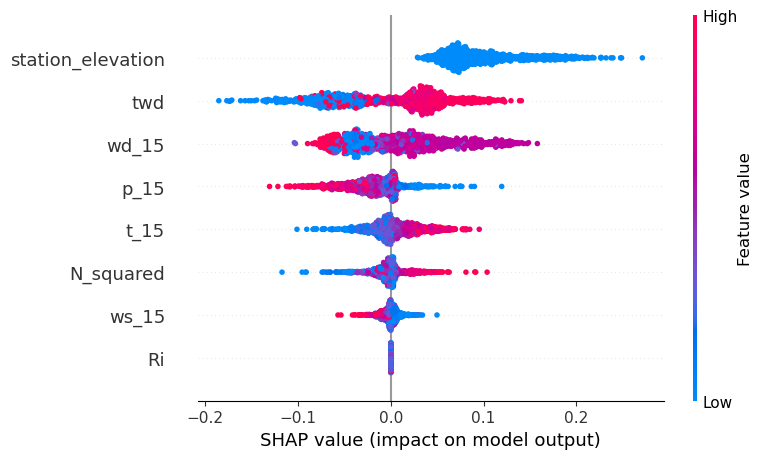 High
station_elevation
twd
wd_15
p_15
t_15
N_squared
ws_15
Ri
Feature value
Low
−0.2 −0.1 0.0 0.1 0.2
SHAP value (impact on model output)